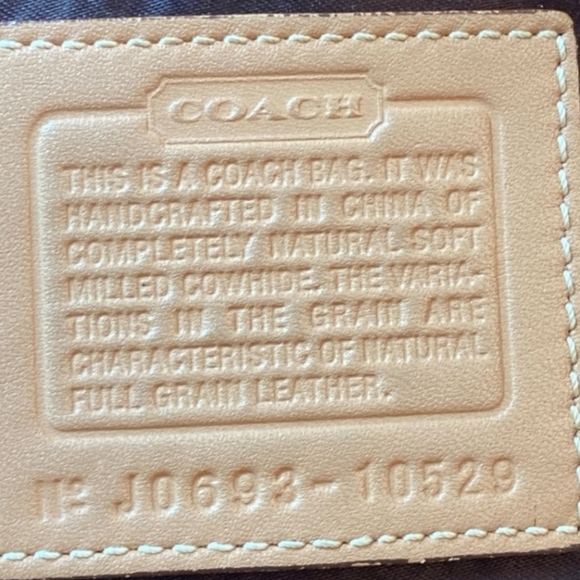 COACH
THIS IS A COACH BAG. IT WAS
HANDCRAFTED IN CHINA OF
COMPLETELY NATURAL SOFT
MILLED COWHIDE. THE VARIA-
TIONS IN THE GRAIN ARE
CHARACTERISTIC OF NATURAL
FULL GRAIN LEATHER.
Nº J0693-10529